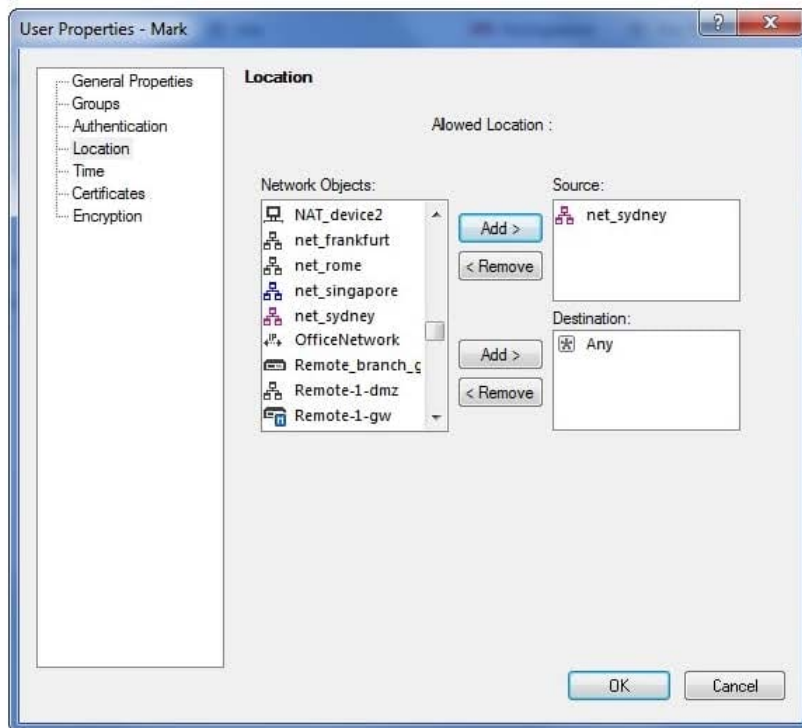 User Properties - Mark
?
X
General Properties
Groups
Authentication
Location
Time
Certificates
Encryption
Location
Allowed Location :
Network Objects:
NAT_device2
net_frankfurt
net_rome
net_singapore
net_sydney
OfficeNetwork
Remote_branch_g
Remote-1-dmz
Remote-1-gw
Add >
< Remove
Add >
< Remove
Source:
net_sydney
Destination:
Any
OK
Cancel